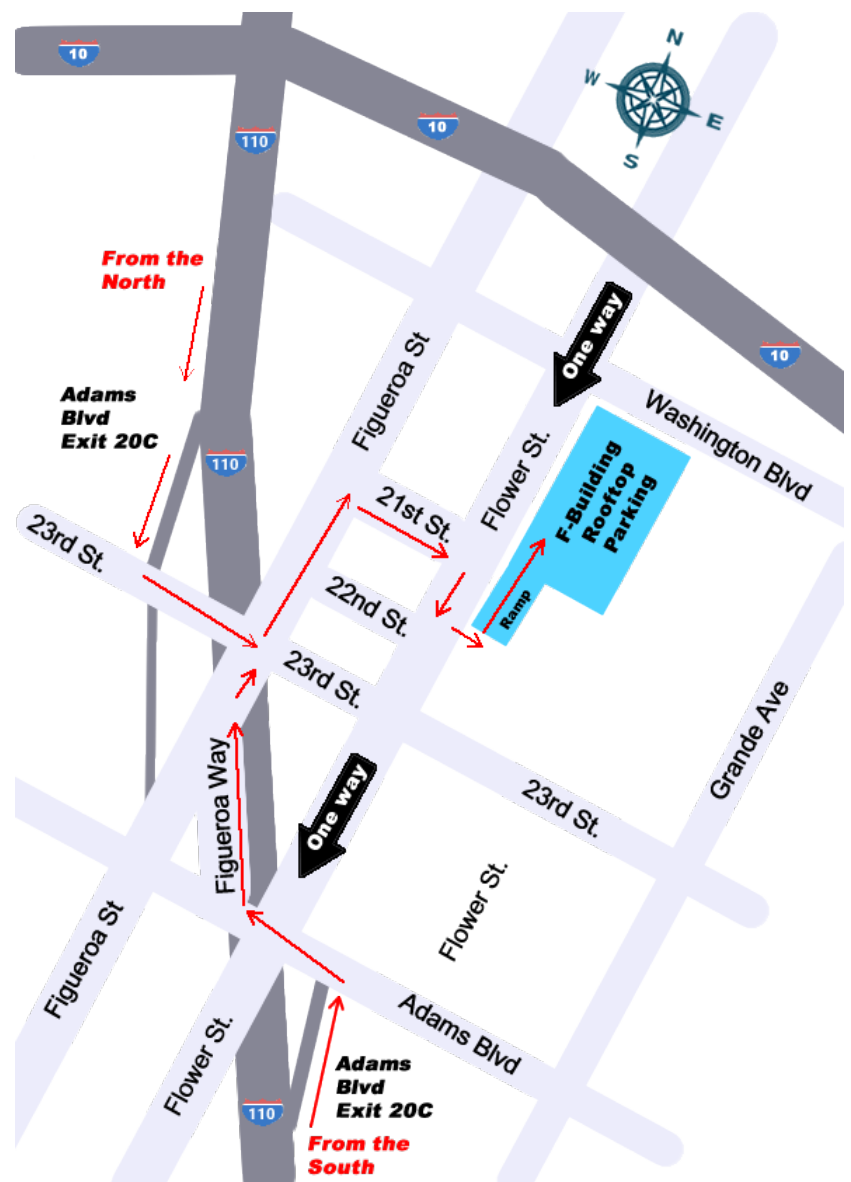 N
W
E
S
10
10
110
From the
North
One way
10
Figueroa St
Adams
Blvd
Exit 20C
Washington Blvd
Flower St.
F-Building
Rooftop
Parking
110
21st St.
23rd St.
22nd St.
Ramp
23rd St.
Grande Ave
Figueroa Way
One way
23rd St.
Flower St.
Figueroa St
Adams Blvd
Flower St.
Adams
Blvd
Exit 20C
110
From the
South